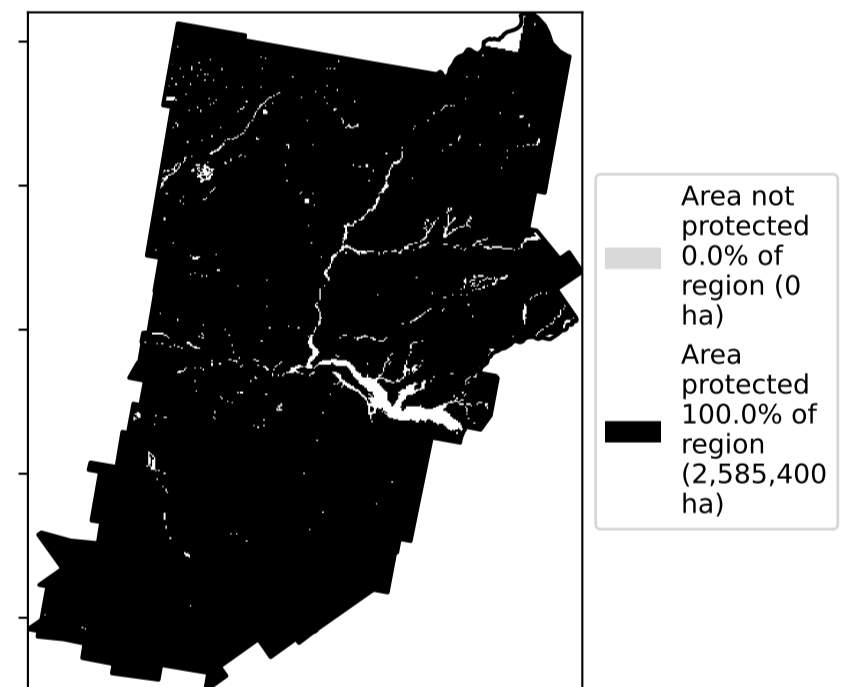 Area not
protected
0.0% of
region (0
ha)
Area
protected
100.0% of
region
(2,585,400
ha)